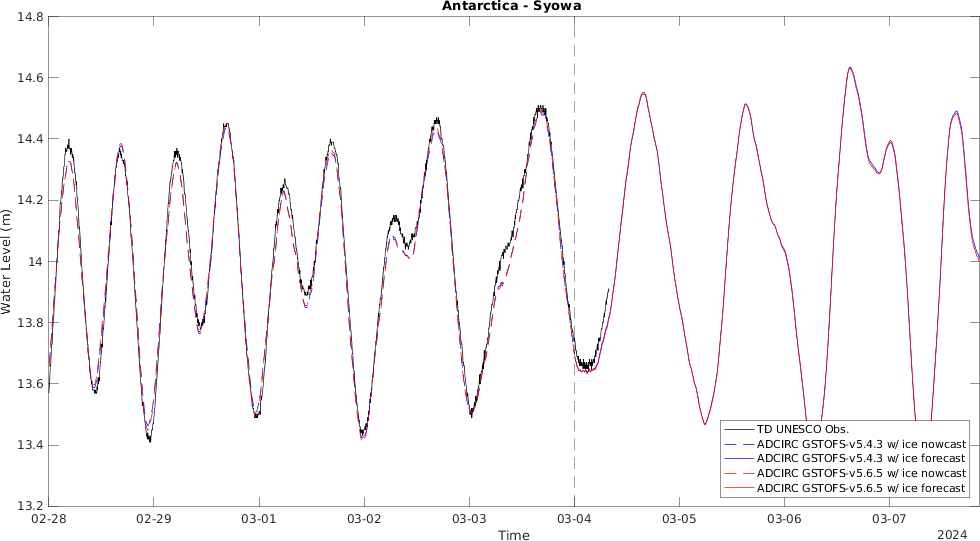 Antarctica - Syowa
Water Level (m)
14.8
14.6
14.4
14.2
14
13.8
13.6
13.4
13.2
TD UNESCO Obs.
ADCIRC GSTOFS-v5.4.3 w/ ice nowcast
ADCIRC GSTOFS-v5.4.3 w/ ice forecast
ADCIRC GSTOFS-v5.6.5 w/ ice nowcast
ADCIRC GSTOFS-v5.6.5 w/ ice forecast
02-28 02-29 03-01 03-02 03-03 03-04 03-05 03-06 03-07
Time
2024